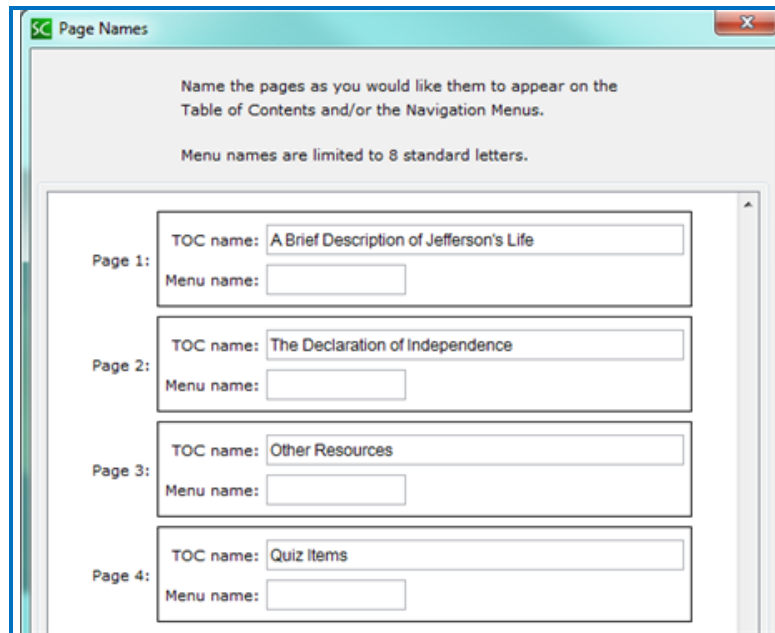 SC Page Names
X
Name the pages as you would like them to appear on the
Table of Contents and/or the Navigation Menus.
Menu names are limited to 8 standard letters.
Page 1:
TOC name: A Brief Description of Jefferson's Life
Menu name:
Page 2:
TOC name: The Declaration of Independence
Menu name:
Page 3:
TOC name: Other Resources
Menu name:
Page 4:
TOC name: Quiz Items
Menu name: